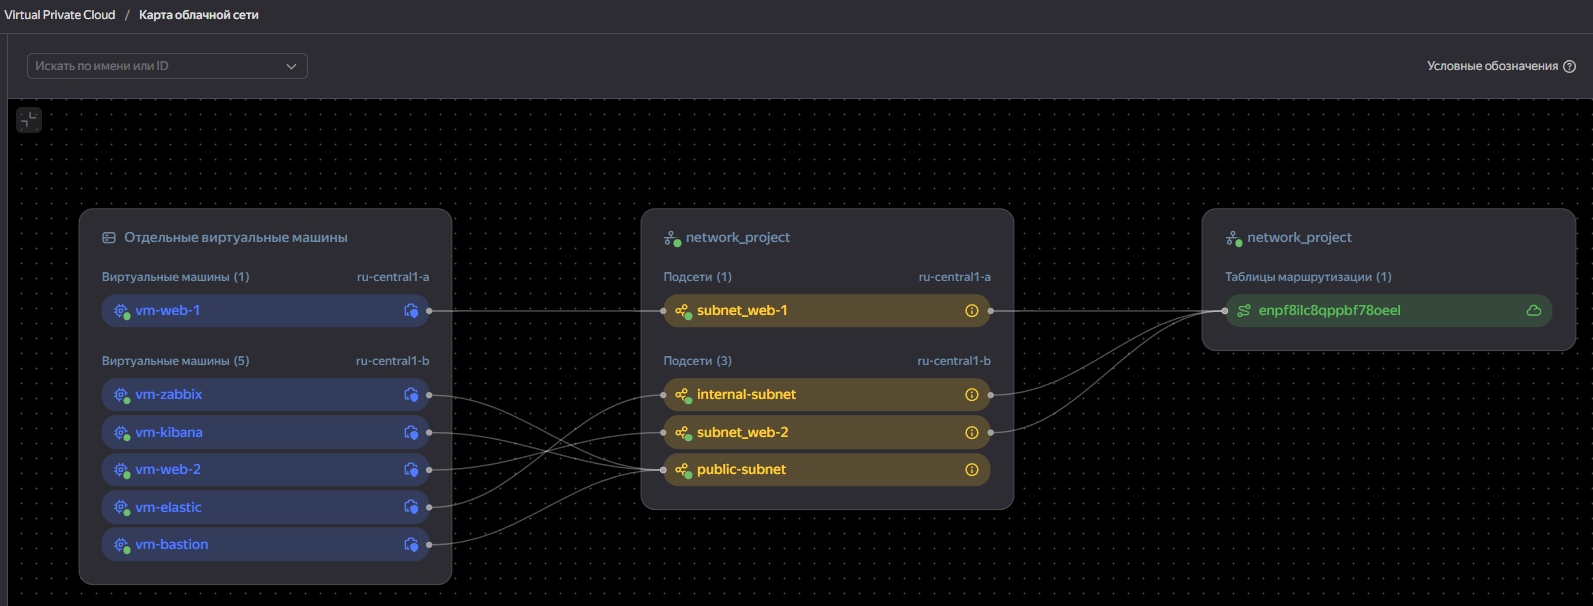 Virtual Private Cloud / Карта облачной сети
Искать по имени или ID
Условные обозначения
Отдельные виртуальные машины
Виртуальные машины (1) ru-central1-a
vm-web-1
Виртуальные машины (5) ru-central1-b
vm-zabbix
vm-kibana
vm-web-2
vm-elastic
vm-bastion
network_project
Подсети (1) ru-central1-a
subnet_web-1
Подсети (3) ru-central1-b
internal-subnet
subnet_web-2
public-subnet
network_project
Таблицы маршрутизации (1)
enpf8ilc8qppbf78oeel